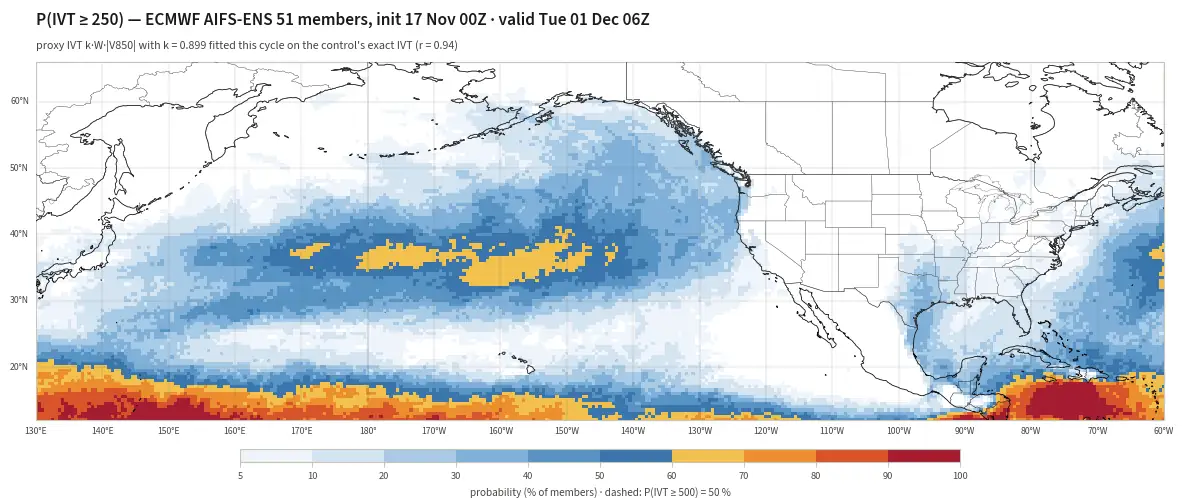 P(IVT ≥ 250) — ECMWF AIFS-ENS 51 members, init 17 Nov 00Z · valid Tue 01 Dec 06Z
proxy IVT k·W·|V850| with k = 0.899 fitted this cycle on the control's exact IVT (r = 0.94)
60°N
50°N
40°N
30°N
20°N
130°E 140°E 150°E 160°E 170°E 180° 170°W 160°W 150°W 140°W 130°W 120°W 110°W 100°W 90°W 80°W 70°W 60°W
5 10 20 30 40 50 60 70 80 90 100
probability (% of members) · dashed: P(IVT ≥ 500) = 50 %